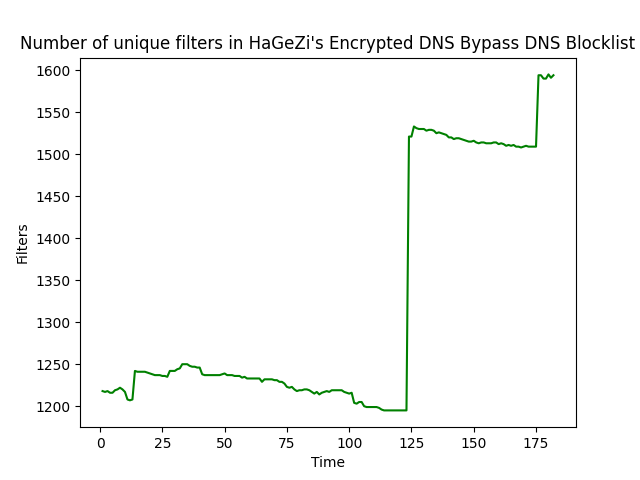 Number of unique filters in HaGeZi's Encrypted DNS Bypass DNS Blocklist
1600
1550
1500
1450
1400
1350
1300
1250
1200
Filters
0 25 50 75 100 125 150 175
Time